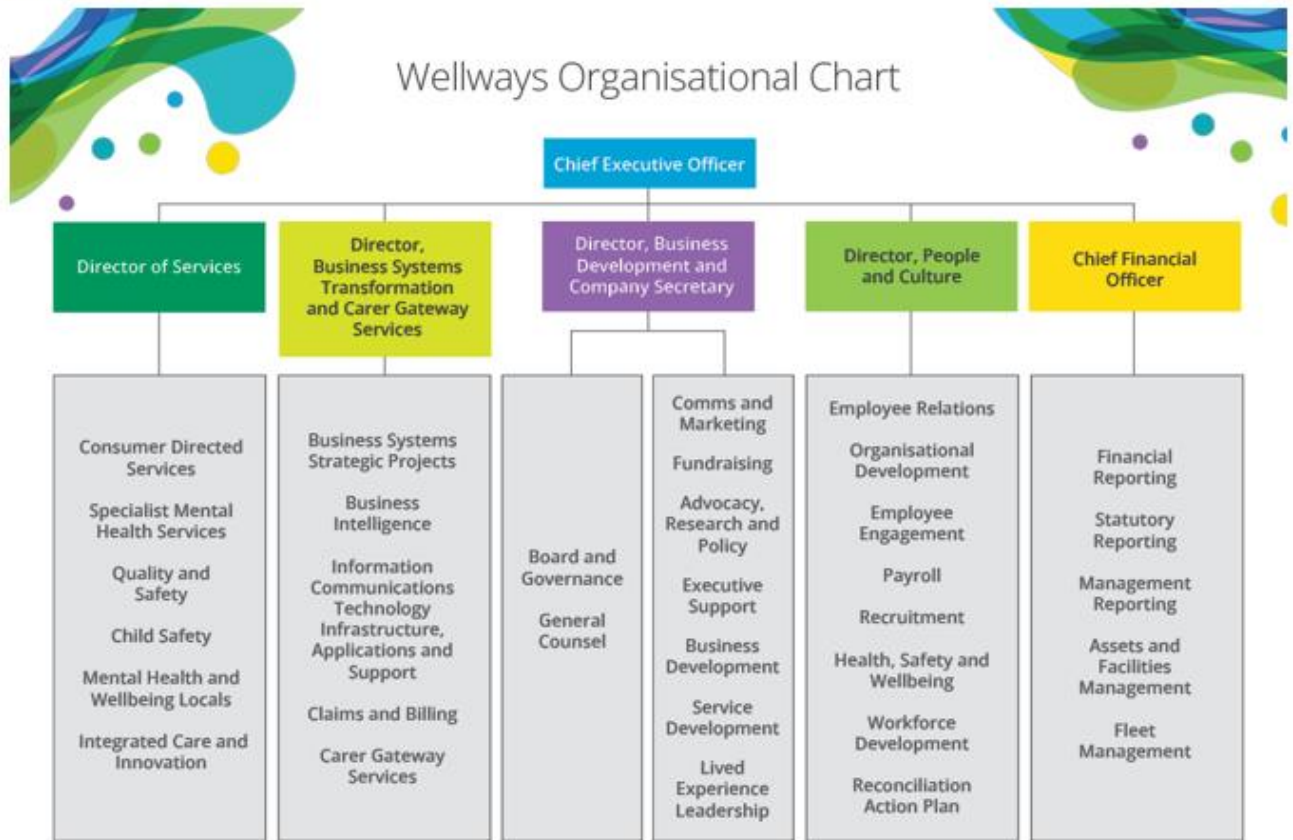 Wellways Organisational Chart
Chief Executive Officer
Director of Services
Director,
Business Systems
Transformation
and Carer Gateway
Services
Director, Business
Development and
Company Secretary
Director, People
and Culture
Chief Financial
Officer
Consumer Directed
Services
Specialist Mental
Health Services
Quality and
Safety
Child Safety
Mental Health and
Wellbeing Locals
Integrated Care and
Innovation
Business Systems
Strategic Projects
Business
Intelligence
Information
Communications
Technology
Infrastructure,
Applications and
Support
Claims and Billing
Carer Gateway
Services
Board and
Governance
General
Counsel
Comms and
Marketing
Fundraising
Advocacy,
Research and
Policy
Executive
Support
Business
Development
Service
Development
Lived
Experience
Leadership
Employee Relations
Organisational
Development
Employee
Engagement
Payroll
Recruitment
Health, Safety and
Wellbeing
Workforce
Development
Reconciliation
Action Plan
Financial
Reporting
Statutory
Reporting
Management
Reporting
Assets and
Facilities
Management
Fleet
Management